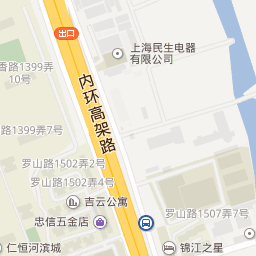 出口
上海民生电器
有限公司
香路1399弄
10号
内环高架路
路1399弄7号
罗山路1502弄2号
罗山路1502弄4号
吉云公寓
忠信五金店
罗山路1507弄7号
仁恒河滨城
锦江之星